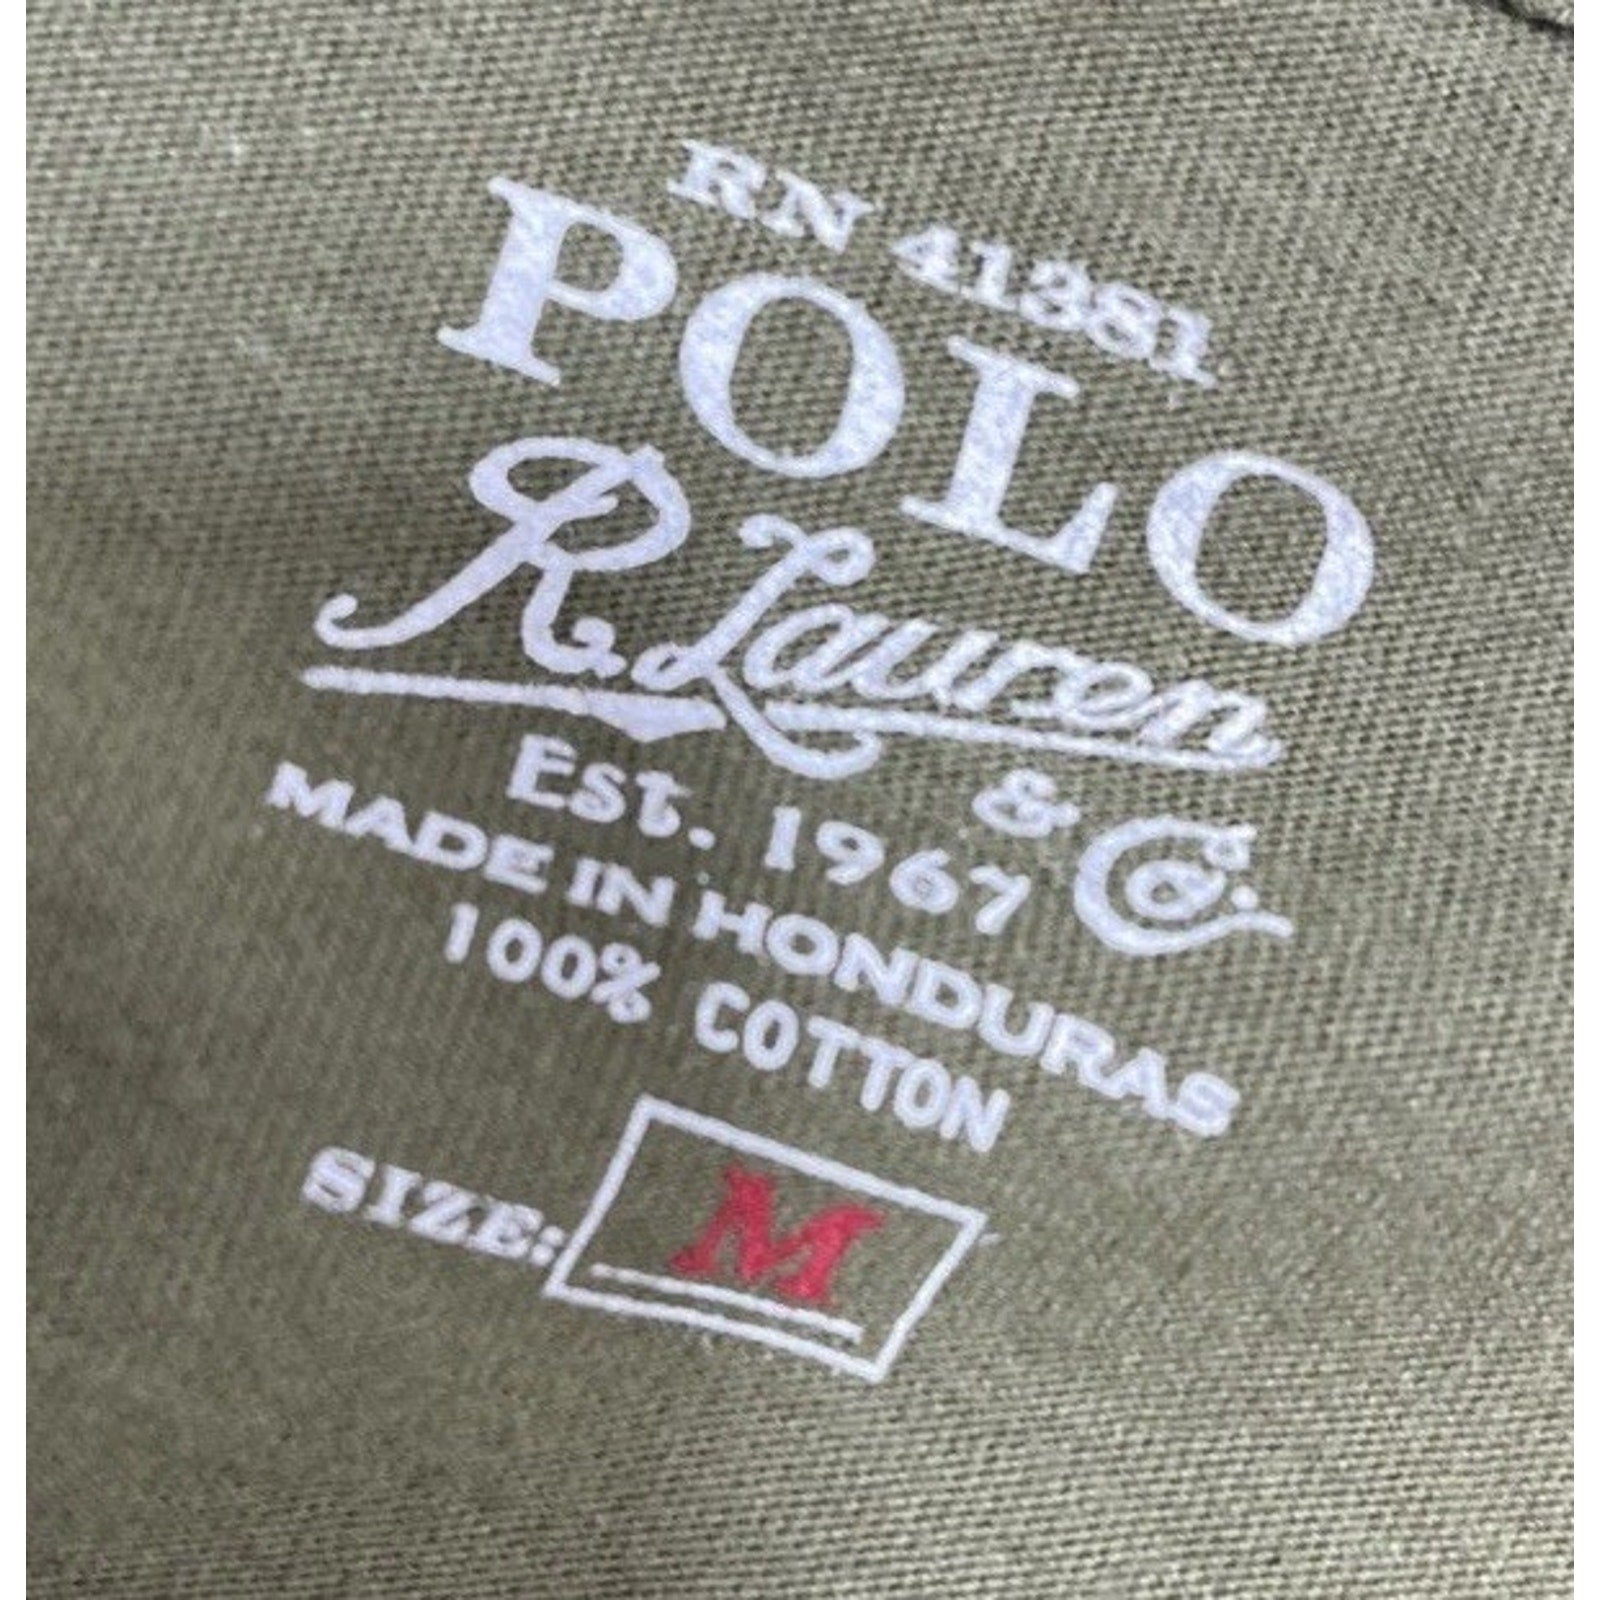 RN 41381
POLO
R. Lauren
& Co.
Est. 1967
MADE IN HONDURAS
100% COTTON
SIZE: M